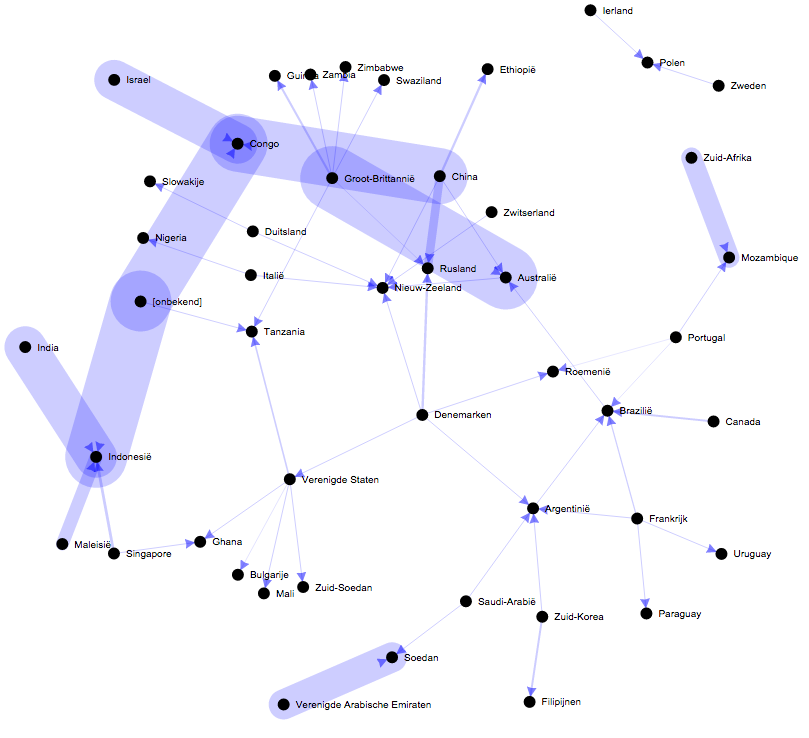 Ierland
Polen
Zweden
Israel
Guinea
Zambia
Zimbabwe
Swaziland
Ethiopië
Congo
Zuid-Afrika
Slowakije
Groot-Brittannië
China
Zwitserland
Nigeria
Duitsland
Mozambique
Italië
Rusland
Australië
Nieuw-Zeeland
[onbekend]
Tanzania
India
Portugal
Roemenië
Denemarken
Brazilië
Canada
Indonesië
Verenigde Staten
Argentinië
Frankrijk
Maleisië
Singapore
Ghana
Uruguay
Bulgarije
Mali
Zuid-Soedan
Saudi-Arabië
Zuid-Korea
Paraguay
Soedan
Verenigde Arabische Emiraten
Filipijnen